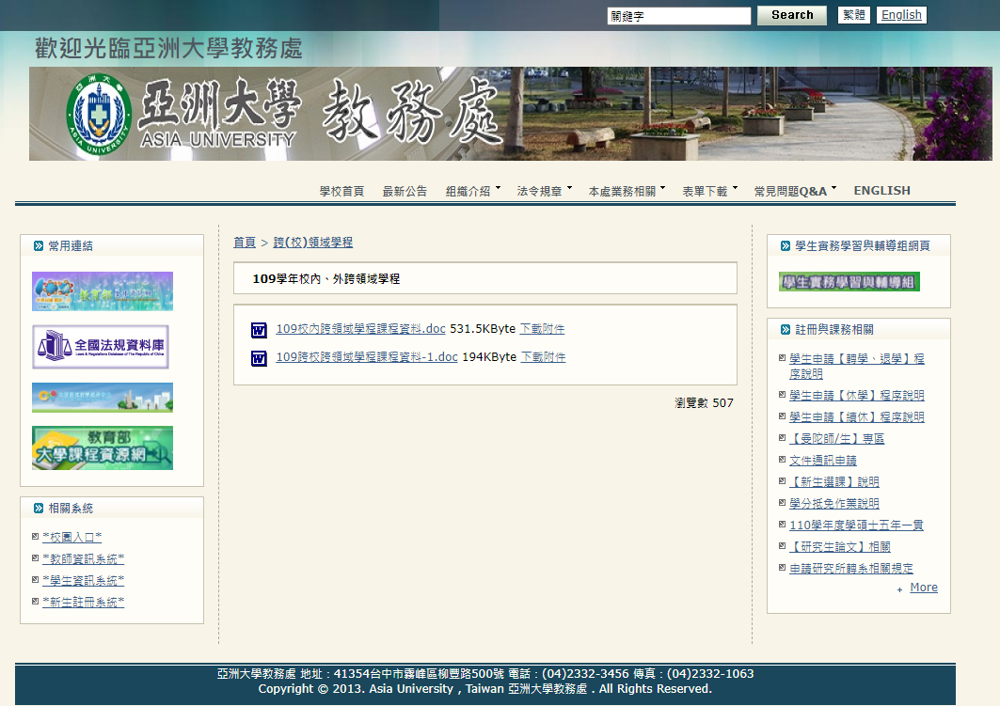 關鍵字 Search 繁體 English
歡迎光臨亞洲大學教務處
亞洲大學 教務處
ASIA UNIVERSITY
學校首頁 最新公告 組織介紹 法令規章 本處業務相關 表單下載 常見問題Q&A ENGLISH
常用連結
全國法規資料庫
Laws & Regulations Database of The Republic of China
教育部
大學課程資源網
相關系統
*校園入口*
*教師資訊系統*
*學生資訊系統*
*新生註冊系統*
首頁 > 跨(校)領域學程
109學年校內、外跨領域學程
109校內跨領域學程課程資料.doc 531.5KByte 下載附件
109跨校跨領域學程課程資料-1.doc 194KByte 下載附件
瀏覽數 507
學生實務學習與輔導組網頁
學生實務學習與輔導組
註冊與課務相關
學生申請【轉學、退學】程
序說明
學生申請【休學】程序說明
學生申請【續休】程序說明
【曼陀師/生】專區
文件通訊申請
【新生選課】說明
學分抵免作業說明
110學年度學碩士五年一貫
【研究生論文】相關
申請研究所轉系相關規定
+ More
亞洲大學教務處 地址：41354台中市霧峰區柳豐路500號 電話：(04)2332-3456 傳真：(04)2332-1063
Copyright © 2013. Asia University , Taiwan 亞洲大學教務處 . All Rights Reserved.